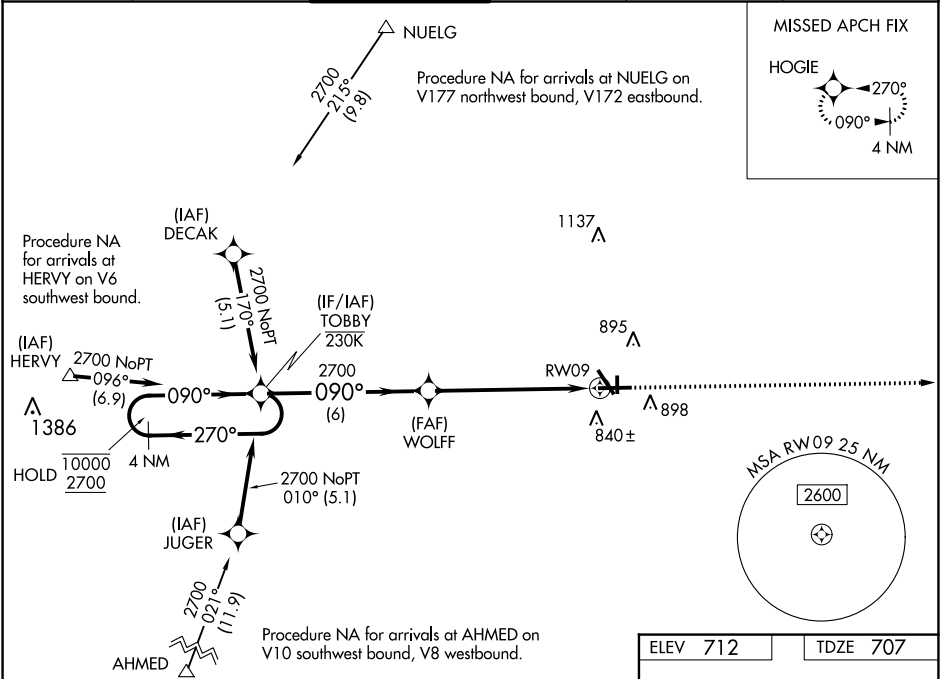 NUELG
2700
215°
(9.8)
Procedure NA for arrivals at NUELG on
V177 northwest bound, V172 eastbound.
MISSED APCH FIX
HOGIE
270°
090°
4 NM
(IAF)
DECAK
2700 NoPT
170°
(5.1)
Procedure NA
for arrivals at
HERVY on V6
southwest bound.
(IF/IAF)
TOBBY
230K
1137
895
(IAF)
HERVY
2700 NoPT
096°
(6.9)
090°
2700
090°
(6)
RW09
1386
270°
(FAF)
WOLFF
898
840±
HOLD
10000
2700
4 NM
2700 NoPT
010° (5.1)
(IAF)
JUGER
MSA RW09 25 NM
2600
2700
021°
(11.9)
AHMED
Procedure NA for arrivals at AHMED on
V10 southwest bound, V8 westbound.
ELEV 712
TDZE 707